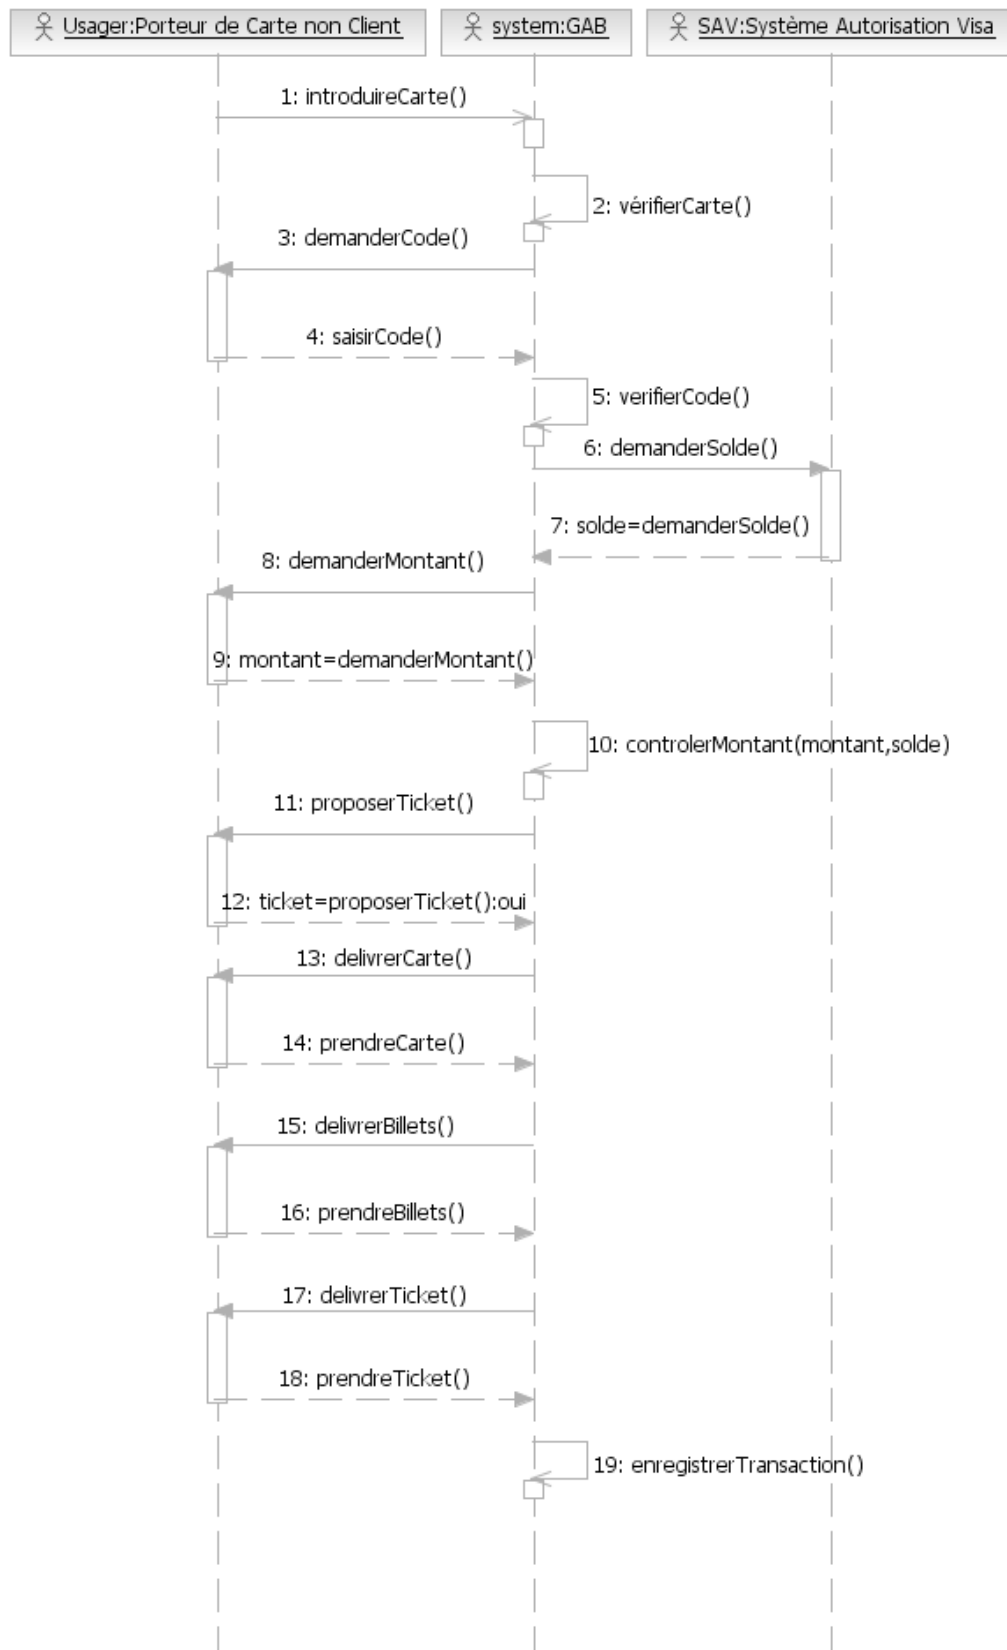 Usager:Porteur de Carte non Client
system:GAB
SAV:Système Autorisation Visa
1: introduireCarte()
2: vérifierCarte()
3: demanderCode()
4: saisirCode()
5: verifierCode()
6: demanderSolde()
7: solde=demanderSolde()
8: demanderMontant()
9: montant=demanderMontant()
10: controlerMontant(montant,solde)
11: proposerTicket()
12: ticket=proposerTicket():oui
13: delivrerCarte()
14: prendreCarte()
15: delivrerBillets()
16: prendreBillets()
17: delivrerTicket()
18: prendreTicket()
19: enregistrerTransaction()